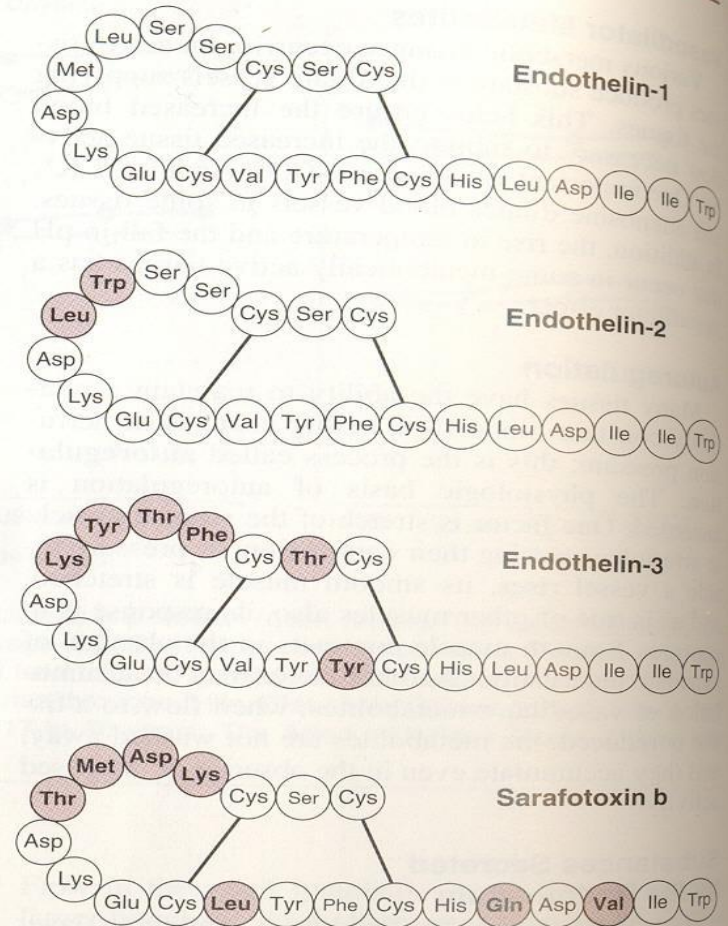 Leu Ser Ser
Met Cys Ser Cys
Endothelin-1
Asp
Lys
Glu Cys Val Tyr Phe Cys His Leu Asp Ile Ile Trp
Trp Ser Ser
Leu Cys Ser Cys
Endothelin-2
Asp
Lys
Glu Cys Val Tyr Phe Cys His Leu Asp Ile Ile Trp
Tyr Thr Phe
Lys Cys Thr Cys
Endothelin-3
Asp
Lys
Glu Cys Val Tyr Tyr Cys His Leu Asp Ile Ile Trp
Met Asp Lys
Thr Cys Ser Cys
Sarafotoxin b
Asp
Lys
Glu Cys Leu Tyr Phe Cys His Gln Asp Val Ile Trp